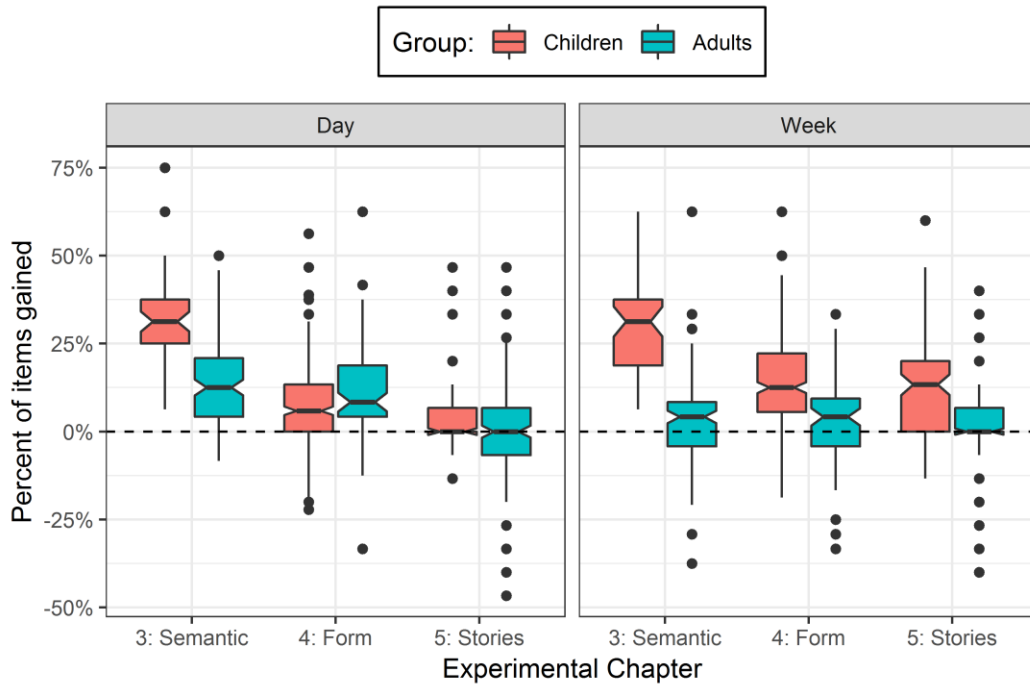 Group: Children Adults
Day Week
75%
50%
25%
0%
-25%
-50%
Percent of items gained
3: Semantic 4: Form 5: Stories 3: Semantic 4: Form 5: Stories
Experimental Chapter